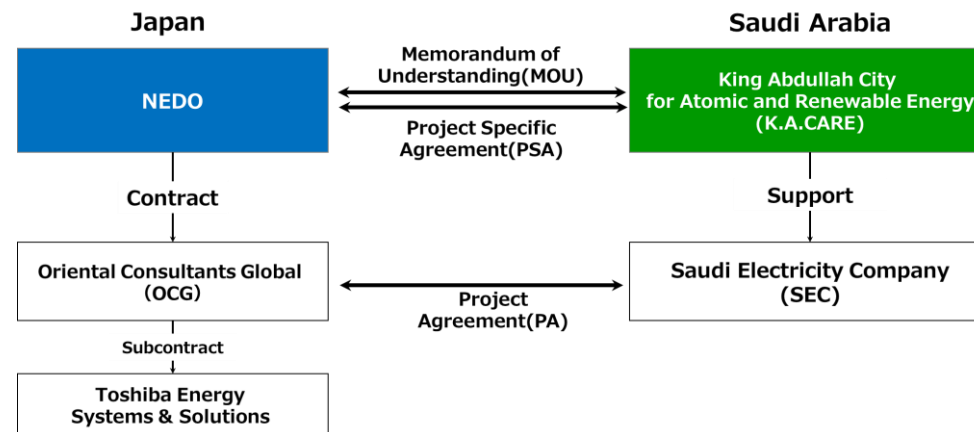 Japan
Saudi Arabia
NEDO
Memorandum of
Understanding(MOU)
Project Specific
Agreement(PSA)
King Abdullah City
for Atomic and Renewable Energy
(K.A.CARE)
Contract
Support
Oriental Consultants Global
(OCG)
Project
Agreement(PA)
Saudi Electricity Company
(SEC)
Subcontract
Toshiba Energy
Systems & Solutions